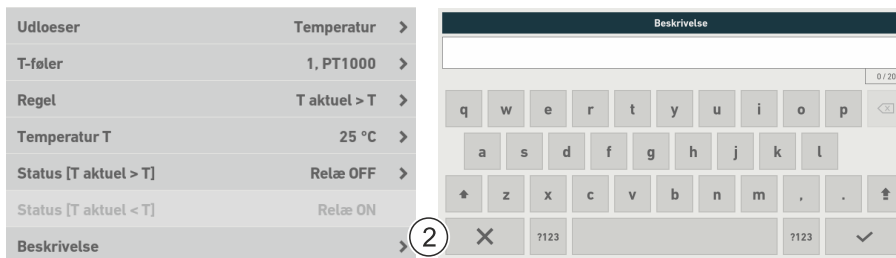 Udloeser Temperatur
T-føler 1, PT1000
Regel T aktuel > T
Temperatur T 25 °C
Status [T aktuel > T] Relæ OFF
Status [T aktuel < T] Relæ ON
Beskrivelse
2
Beskrivelse
0 / 20
q w e r t y u i o p
a s d f g h j k l
z x c v b n m , .
?123 ?123